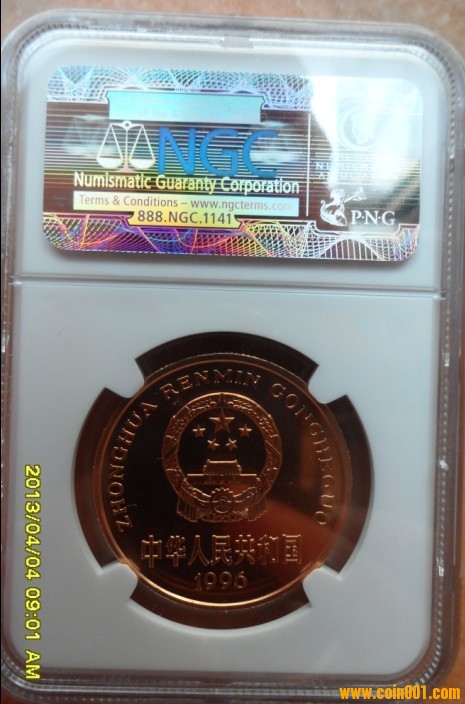 NGC
Numismatic Guaranty Corporation
Terms & Conditions – www.ngcterms.com
888.NGC.1141
P·N·G
ZHONGHUA RENMIN GONGHEGUO
中华人民共和国
1996
2013/04/04 09:01 AM
www.coin001.com